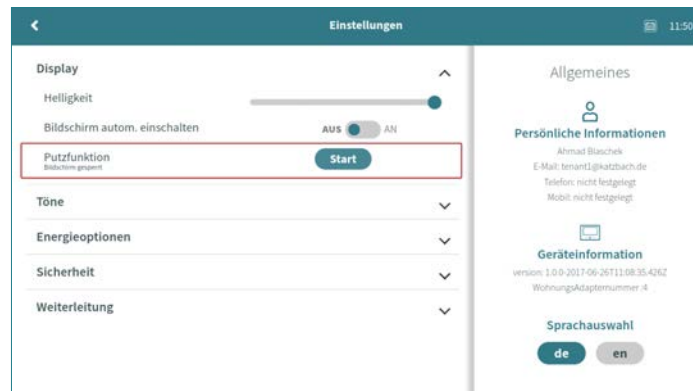 Einstellungen
11:50
Display
Helligkeit
Bildschirm autom. einschalten
AUS AN
Putzfunktion
Bildschirm gesperrt
Start
Töne
Energieoptionen
Sicherheit
Weiterleitung
Allgemeines
Persönliche Informationen
Ahmad Blaschek
E-Mail: tenant1@katzbach.de
Telefon: nicht festgelegt
Mobil: nicht festgelegt
Geräteinformation
version: 1.0.0-2017-06-26T11:08:35.426Z
WohnungsAdapternummer :4
Sprachauswahl
de en